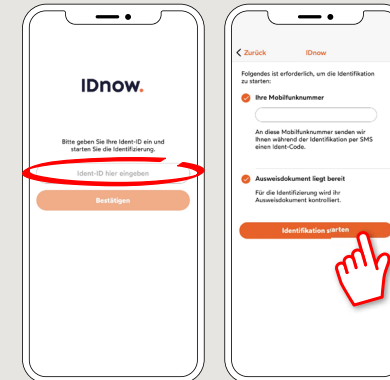 IDnow.
Bitte geben Sie Ihre Ident-ID ein und
starten Sie die Identifizierung.
Ident-ID hier eingeben
Bestätigen
Zurück IDnow
Folgendes ist erforderlich, um die Identifikation
zu starten:
Ihre Mobilfunknummer
An diese Mobilfunknummer senden wir
Ihnen während der Identifikation per SMS
einen Ident-Code.
Ausweisdokument liegt bereit
Für die Identifizierung wird ihr
Ausweisdokument kontrolliert.
Identifikation starten